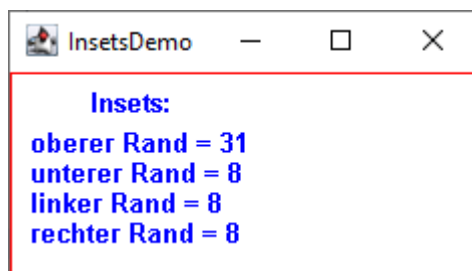 InsetsDemo
Insets:
oberer Rand = 31
unterer Rand = 8
linker Rand = 8
rechter Rand = 8